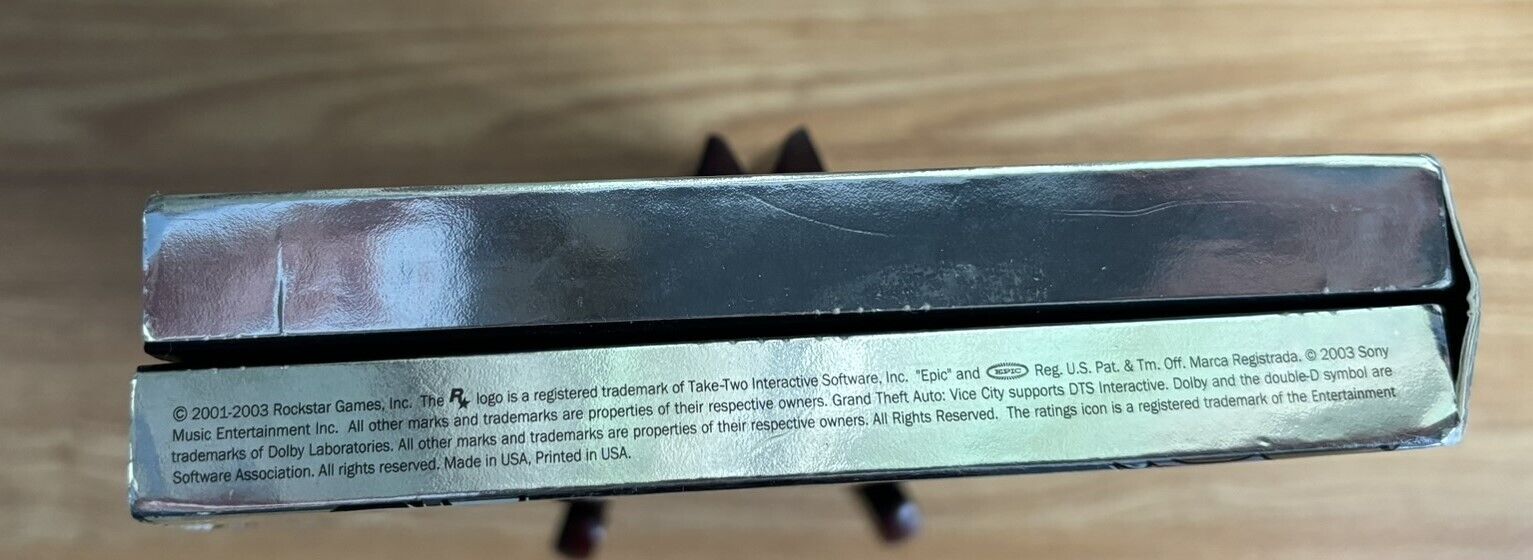 © 2001-2003 Rockstar Games, Inc. The R★ logo is a registered trademark of Take-Two Interactive Software, Inc. "Epic" and EPIC Reg. U.S. Pat. & Tm. Off. Marca Registrada. © 2003 Sony
Music Entertainment Inc. All other marks and trademarks are properties of their respective owners. Grand Theft Auto: Vice City supports DTS Interactive. Dolby and the double-D symbol are
trademarks of Dolby Laboratories. All other marks and trademarks are properties of their respective owners. All Rights Reserved. The ratings icon is a registered trademark of the Entertainment
Software Association. All rights reserved. Made in USA, Printed in USA.